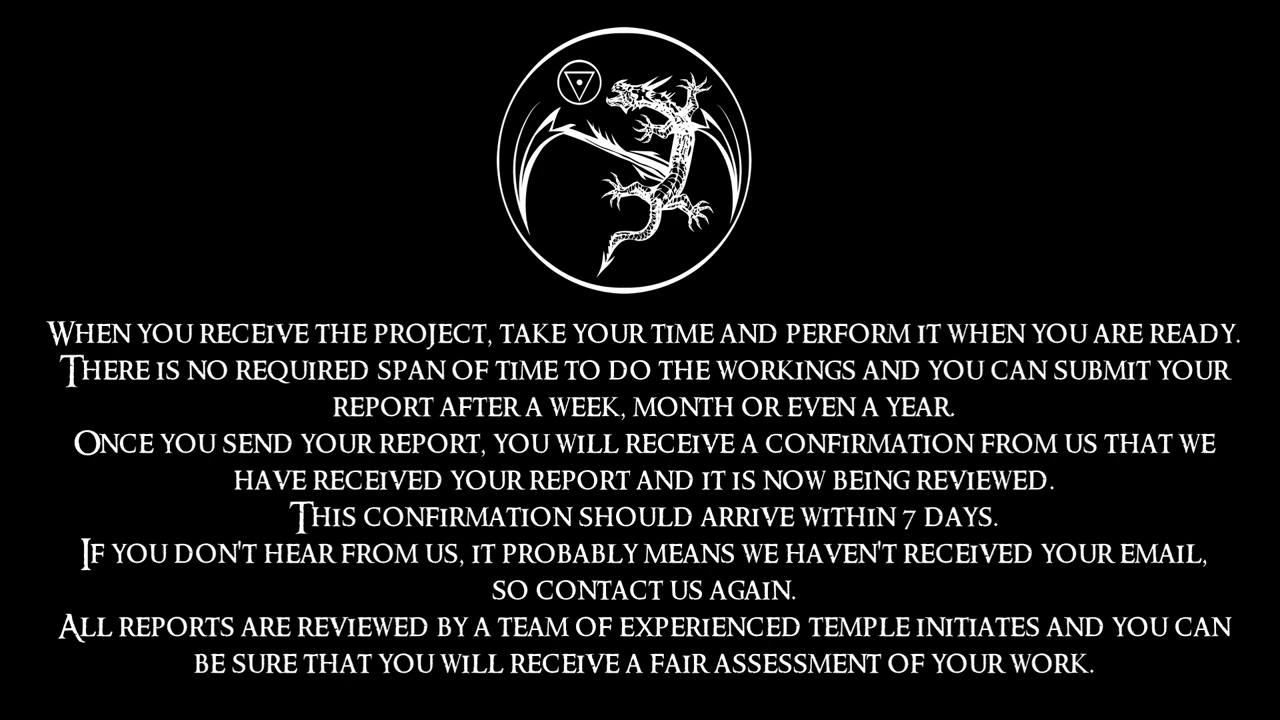 When you receive the project, take your time and perform it when you are ready.
There is no required span of time to do the workings and you can submit your
report after a week, month or even a year.
Once you send your report, you will receive a confirmation from us that we
have received your report and it is now being reviewed.
This confirmation should arrive within 7 days.
If you don't hear from us, it probably means we haven't received your email,
so contact us again.
All reports are reviewed by a team of experienced temple initiates and you can
be sure that you will receive a fair assessment of your work.